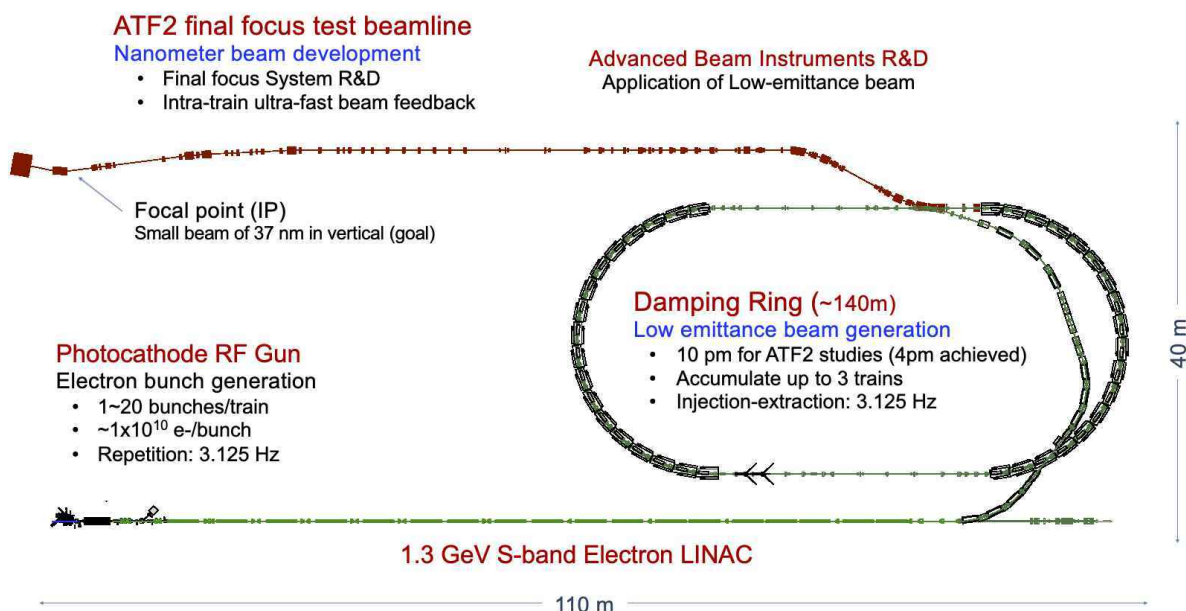 ATF2 final focus test beamline
Nanometer beam development
• Final focus System R&D
• Intra-train ultra-fast beam feedback
Advanced Beam Instruments R&D
Application of Low-emittance beam
Focal point (IP)
Small beam of 37 nm in vertical (goal)
Damping Ring (~140m)
Low emittance beam generation
• 10 pm for ATF2 studies (4pm achieved)
• Accumulate up to 3 trains
• Injection-extraction: 3.125 Hz
Photocathode RF Gun
Electron bunch generation
• 1~20 bunches/train
• ~1x10¹⁰ e-/bunch
• Repetition: 3.125 Hz
40 m
1.3 GeV S-band Electron LINAC
110 m